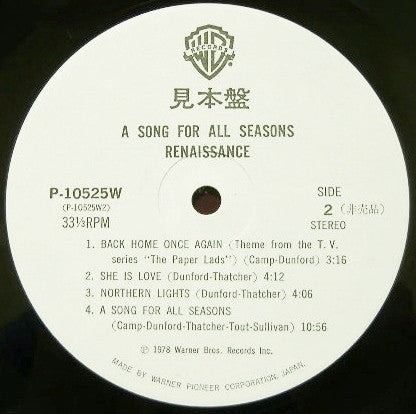 WB
RECORDS
見本盤
A SONG FOR ALL SEASONS
RENAISSANCE
P-10525W
(P-10525W2)
33⅓RPM
SIDE
2 (非売品)
STEREO
1. BACK HOME ONCE AGAIN (Theme from the T. V.
series "The Paper Lads") (Camp-Dunford) 3:16
2. SHE IS LOVE (Dunford-Thatcher) 4:12
3. NORTHERN LIGHTS (Dunford-Thatcher) 4:06
4. A SONG FOR ALL SEASONS
(Camp-Dunford-Thatcher-Tout-Sullivan) 10:56
Ⓟ 1978 Warner Bros. Records Inc.
MADE BY WARNER PIONEER CORPORATION, JAPAN.